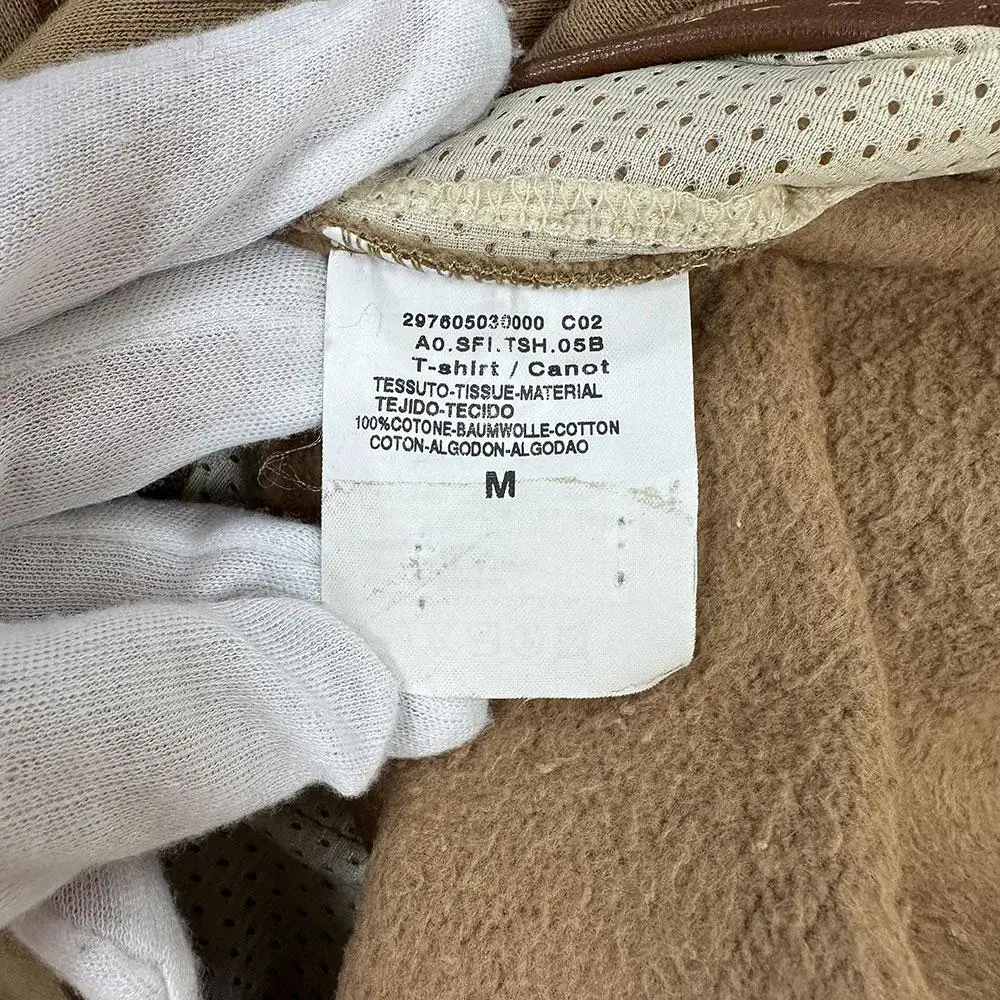 297605030000 C02
A0.SFI.TSH.05B
T-shirt / Canot
TESSUTO-TISSUE-MATERIAL
TEJIDO-TECIDO
100%COTONE-BAUMWOLLE-COTTON
COTON-ALGODON-ALGODAO
M